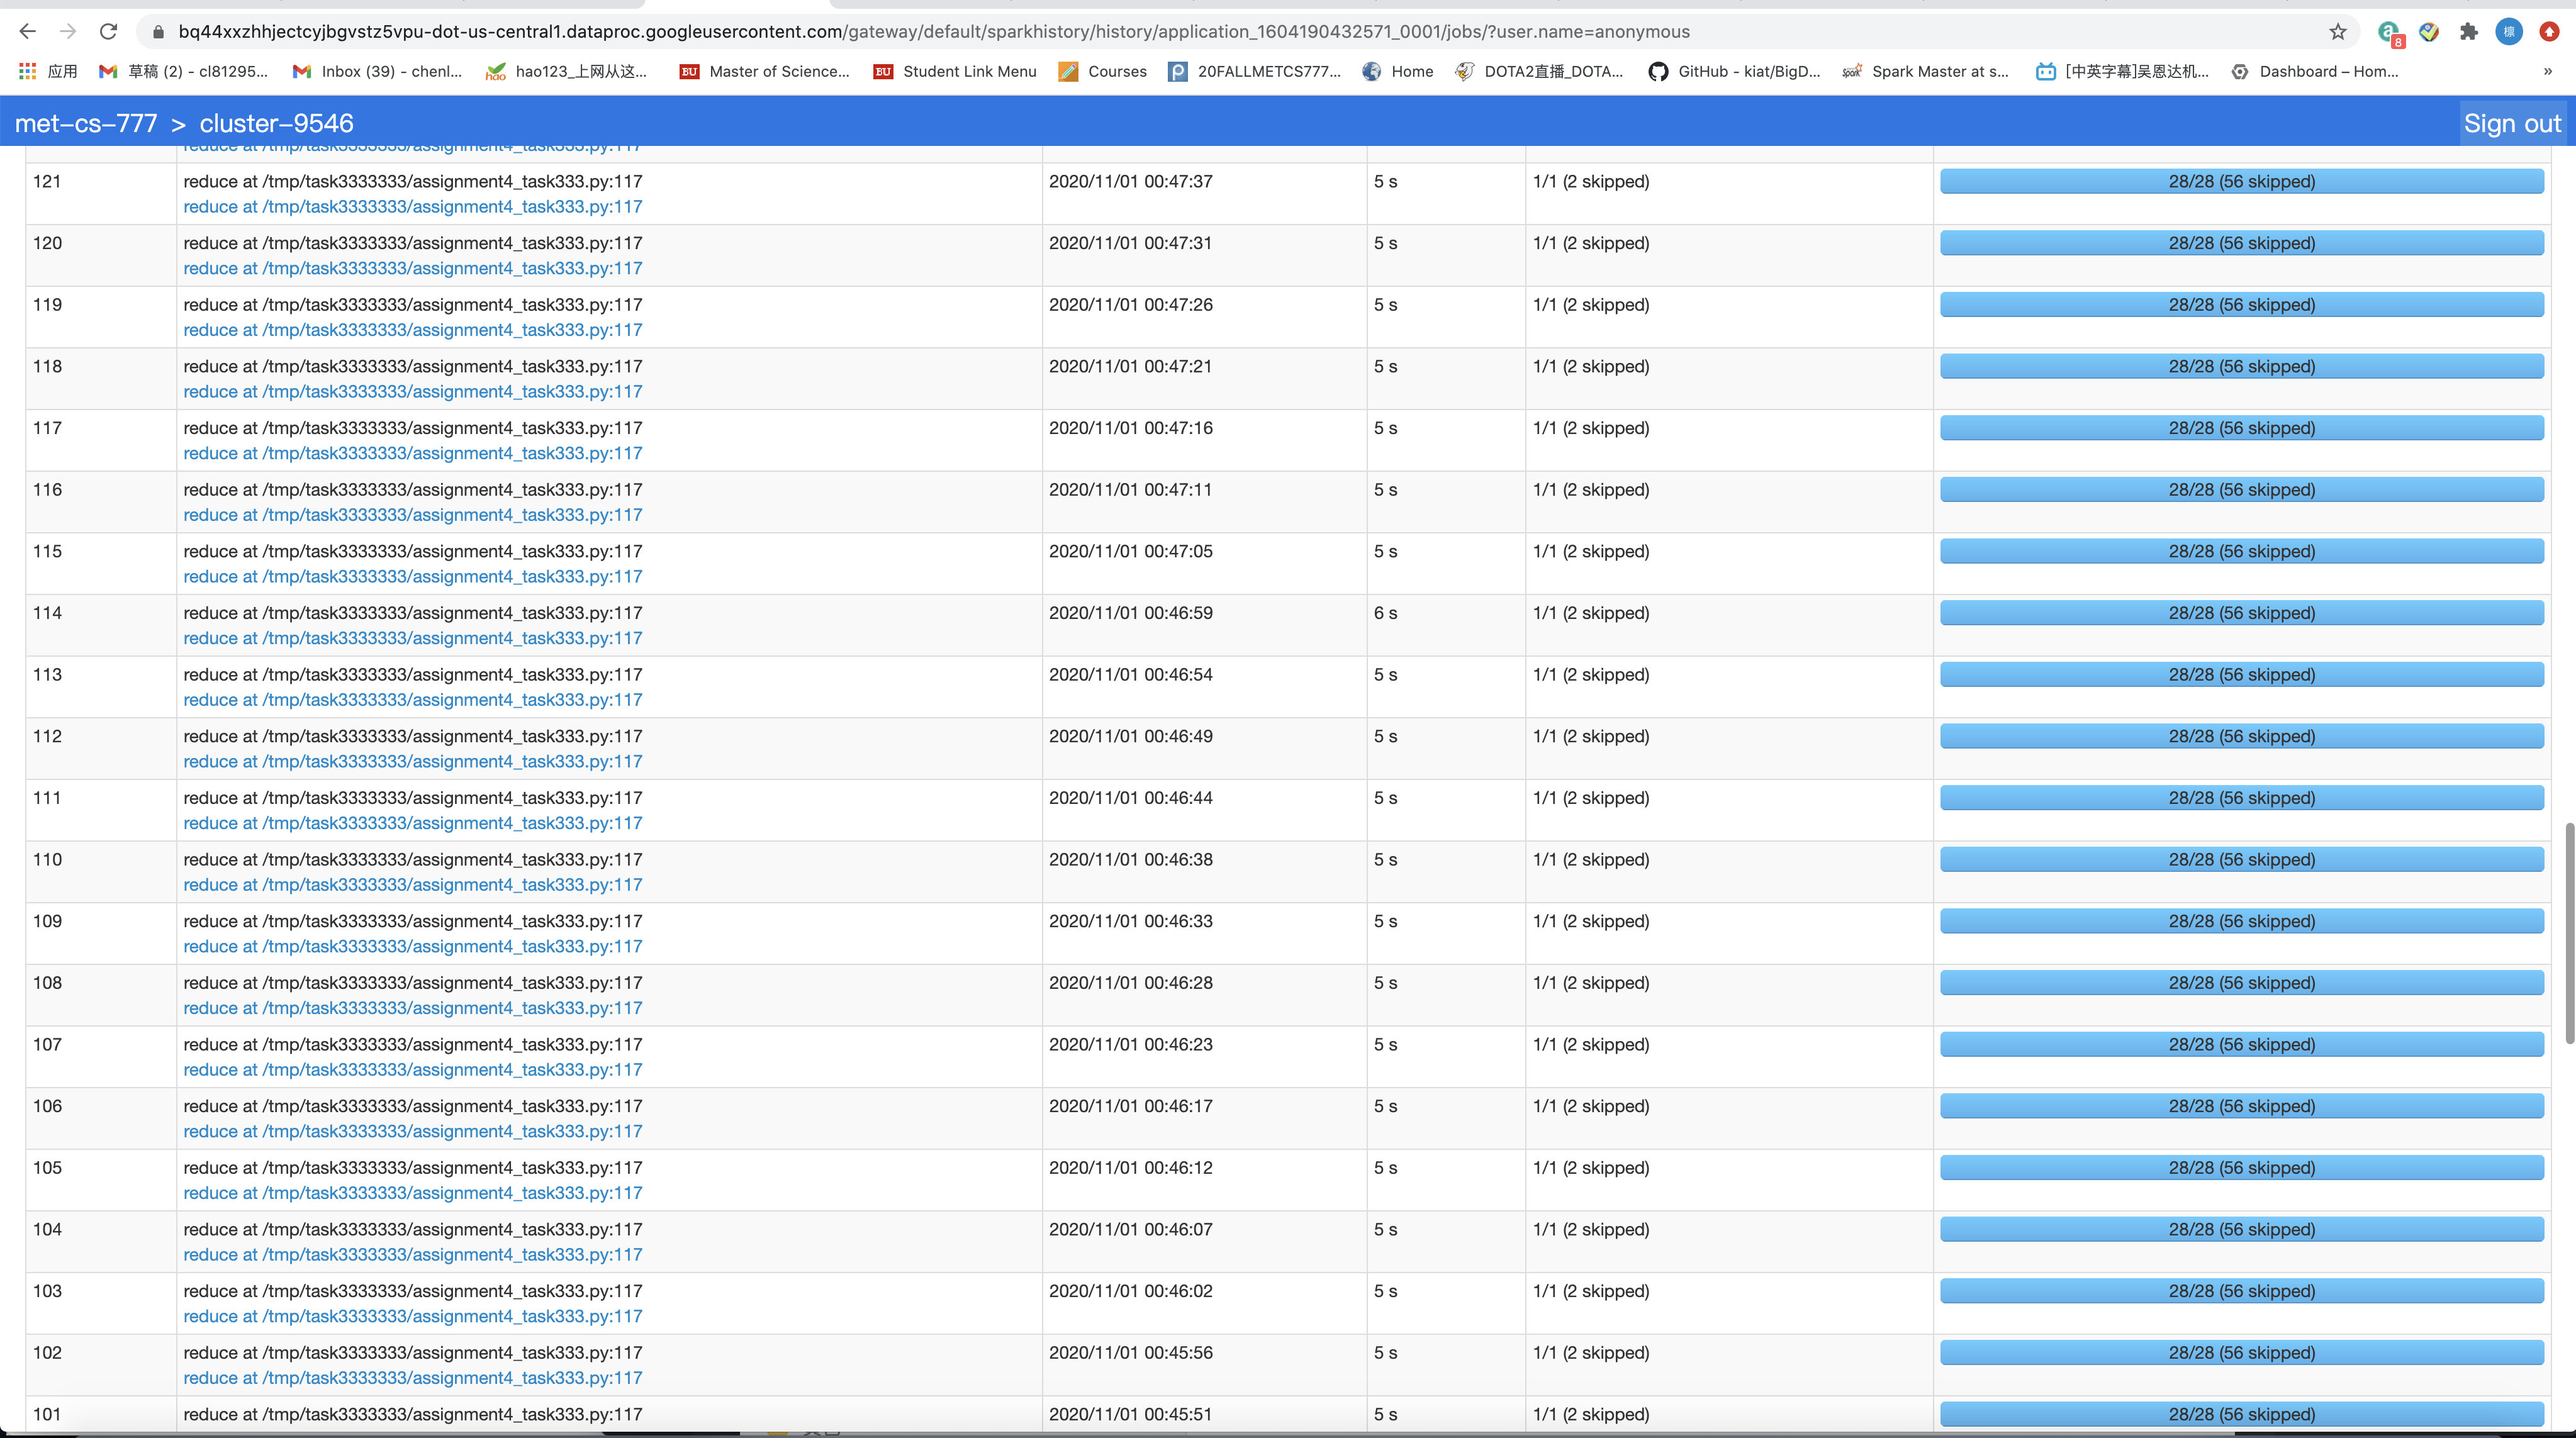 bq44xxzhhjectcyjbgvstz5vpu-dot-us-central1.dataproc.googleusercontent.com/gateway/default/sparkhistory/history/application_1604190432571_0001/jobs/?user.name=anonymous
8
應用
草稿 (2) - cl81295...
Inbox (39) - chenl...
hao123_上网从这...
Master of Science...
Student Link Menu
Courses
20FALLMETCS777...
Home
DOTA2直播_DOTA...
GitHub - kiat/BigD...
Spark Master at s...
[中英字幕]吴恩达机...
Dashboard – Hom...
»
met-cs-777 > cluster-9546
Sign out
reduce at /tmp/task3333333/assignment4_task333.py:117
121 reduce at /tmp/task3333333/assignment4_task333.py:117 2020/11/01 00:47:37 5 s 1/1 (2 skipped) 28/28 (56 skipped)
reduce at /tmp/task3333333/assignment4_task333.py:117
120 reduce at /tmp/task3333333/assignment4_task333.py:117 2020/11/01 00:47:31 5 s 1/1 (2 skipped) 28/28 (56 skipped)
reduce at /tmp/task3333333/assignment4_task333.py:117
119 reduce at /tmp/task3333333/assignment4_task333.py:117 2020/11/01 00:47:26 5 s 1/1 (2 skipped) 28/28 (56 skipped)
reduce at /tmp/task3333333/assignment4_task333.py:117
118 reduce at /tmp/task3333333/assignment4_task333.py:117 2020/11/01 00:47:21 5 s 1/1 (2 skipped) 28/28 (56 skipped)
reduce at /tmp/task3333333/assignment4_task333.py:117
117 reduce at /tmp/task3333333/assignment4_task333.py:117 2020/11/01 00:47:16 5 s 1/1 (2 skipped) 28/28 (56 skipped)
reduce at /tmp/task3333333/assignment4_task333.py:117
116 reduce at /tmp/task3333333/assignment4_task333.py:117 2020/11/01 00:47:11 5 s 1/1 (2 skipped) 28/28 (56 skipped)
reduce at /tmp/task3333333/assignment4_task333.py:117
115 reduce at /tmp/task3333333/assignment4_task333.py:117 2020/11/01 00:47:05 5 s 1/1 (2 skipped) 28/28 (56 skipped)
reduce at /tmp/task3333333/assignment4_task333.py:117
114 reduce at /tmp/task3333333/assignment4_task333.py:117 2020/11/01 00:46:59 6 s 1/1 (2 skipped) 28/28 (56 skipped)
reduce at /tmp/task3333333/assignment4_task333.py:117
113 reduce at /tmp/task3333333/assignment4_task333.py:117 2020/11/01 00:46:54 5 s 1/1 (2 skipped) 28/28 (56 skipped)
reduce at /tmp/task3333333/assignment4_task333.py:117
112 reduce at /tmp/task3333333/assignment4_task333.py:117 2020/11/01 00:46:49 5 s 1/1 (2 skipped) 28/28 (56 skipped)
reduce at /tmp/task3333333/assignment4_task333.py:117
111 reduce at /tmp/task3333333/assignment4_task333.py:117 2020/11/01 00:46:44 5 s 1/1 (2 skipped) 28/28 (56 skipped)
reduce at /tmp/task3333333/assignment4_task333.py:117
110 reduce at /tmp/task3333333/assignment4_task333.py:117 2020/11/01 00:46:38 5 s 1/1 (2 skipped) 28/28 (56 skipped)
reduce at /tmp/task3333333/assignment4_task333.py:117
109 reduce at /tmp/task3333333/assignment4_task333.py:117 2020/11/01 00:46:33 5 s 1/1 (2 skipped) 28/28 (56 skipped)
reduce at /tmp/task3333333/assignment4_task333.py:117
108 reduce at /tmp/task3333333/assignment4_task333.py:117 2020/11/01 00:46:28 5 s 1/1 (2 skipped) 28/28 (56 skipped)
reduce at /tmp/task3333333/assignment4_task333.py:117
107 reduce at /tmp/task3333333/assignment4_task333.py:117 2020/11/01 00:46:23 5 s 1/1 (2 skipped) 28/28 (56 skipped)
reduce at /tmp/task3333333/assignment4_task333.py:117
106 reduce at /tmp/task3333333/assignment4_task333.py:117 2020/11/01 00:46:17 5 s 1/1 (2 skipped) 28/28 (56 skipped)
reduce at /tmp/task3333333/assignment4_task333.py:117
105 reduce at /tmp/task3333333/assignment4_task333.py:117 2020/11/01 00:46:12 5 s 1/1 (2 skipped) 28/28 (56 skipped)
reduce at /tmp/task3333333/assignment4_task333.py:117
104 reduce at /tmp/task3333333/assignment4_task333.py:117 2020/11/01 00:46:07 5 s 1/1 (2 skipped) 28/28 (56 skipped)
reduce at /tmp/task3333333/assignment4_task333.py:117
103 reduce at /tmp/task3333333/assignment4_task333.py:117 2020/11/01 00:46:02 5 s 1/1 (2 skipped) 28/28 (56 skipped)
reduce at /tmp/task3333333/assignment4_task333.py:117
102 reduce at /tmp/task3333333/assignment4_task333.py:117 2020/11/01 00:45:56 5 s 1/1 (2 skipped) 28/28 (56 skipped)
reduce at /tmp/task3333333/assignment4_task333.py:117
101 reduce at /tmp/task3333333/assignment4_task333.py:117 2020/11/01 00:45:51 5 s 1/1 (2 skipped) 28/28 (56 skipped)